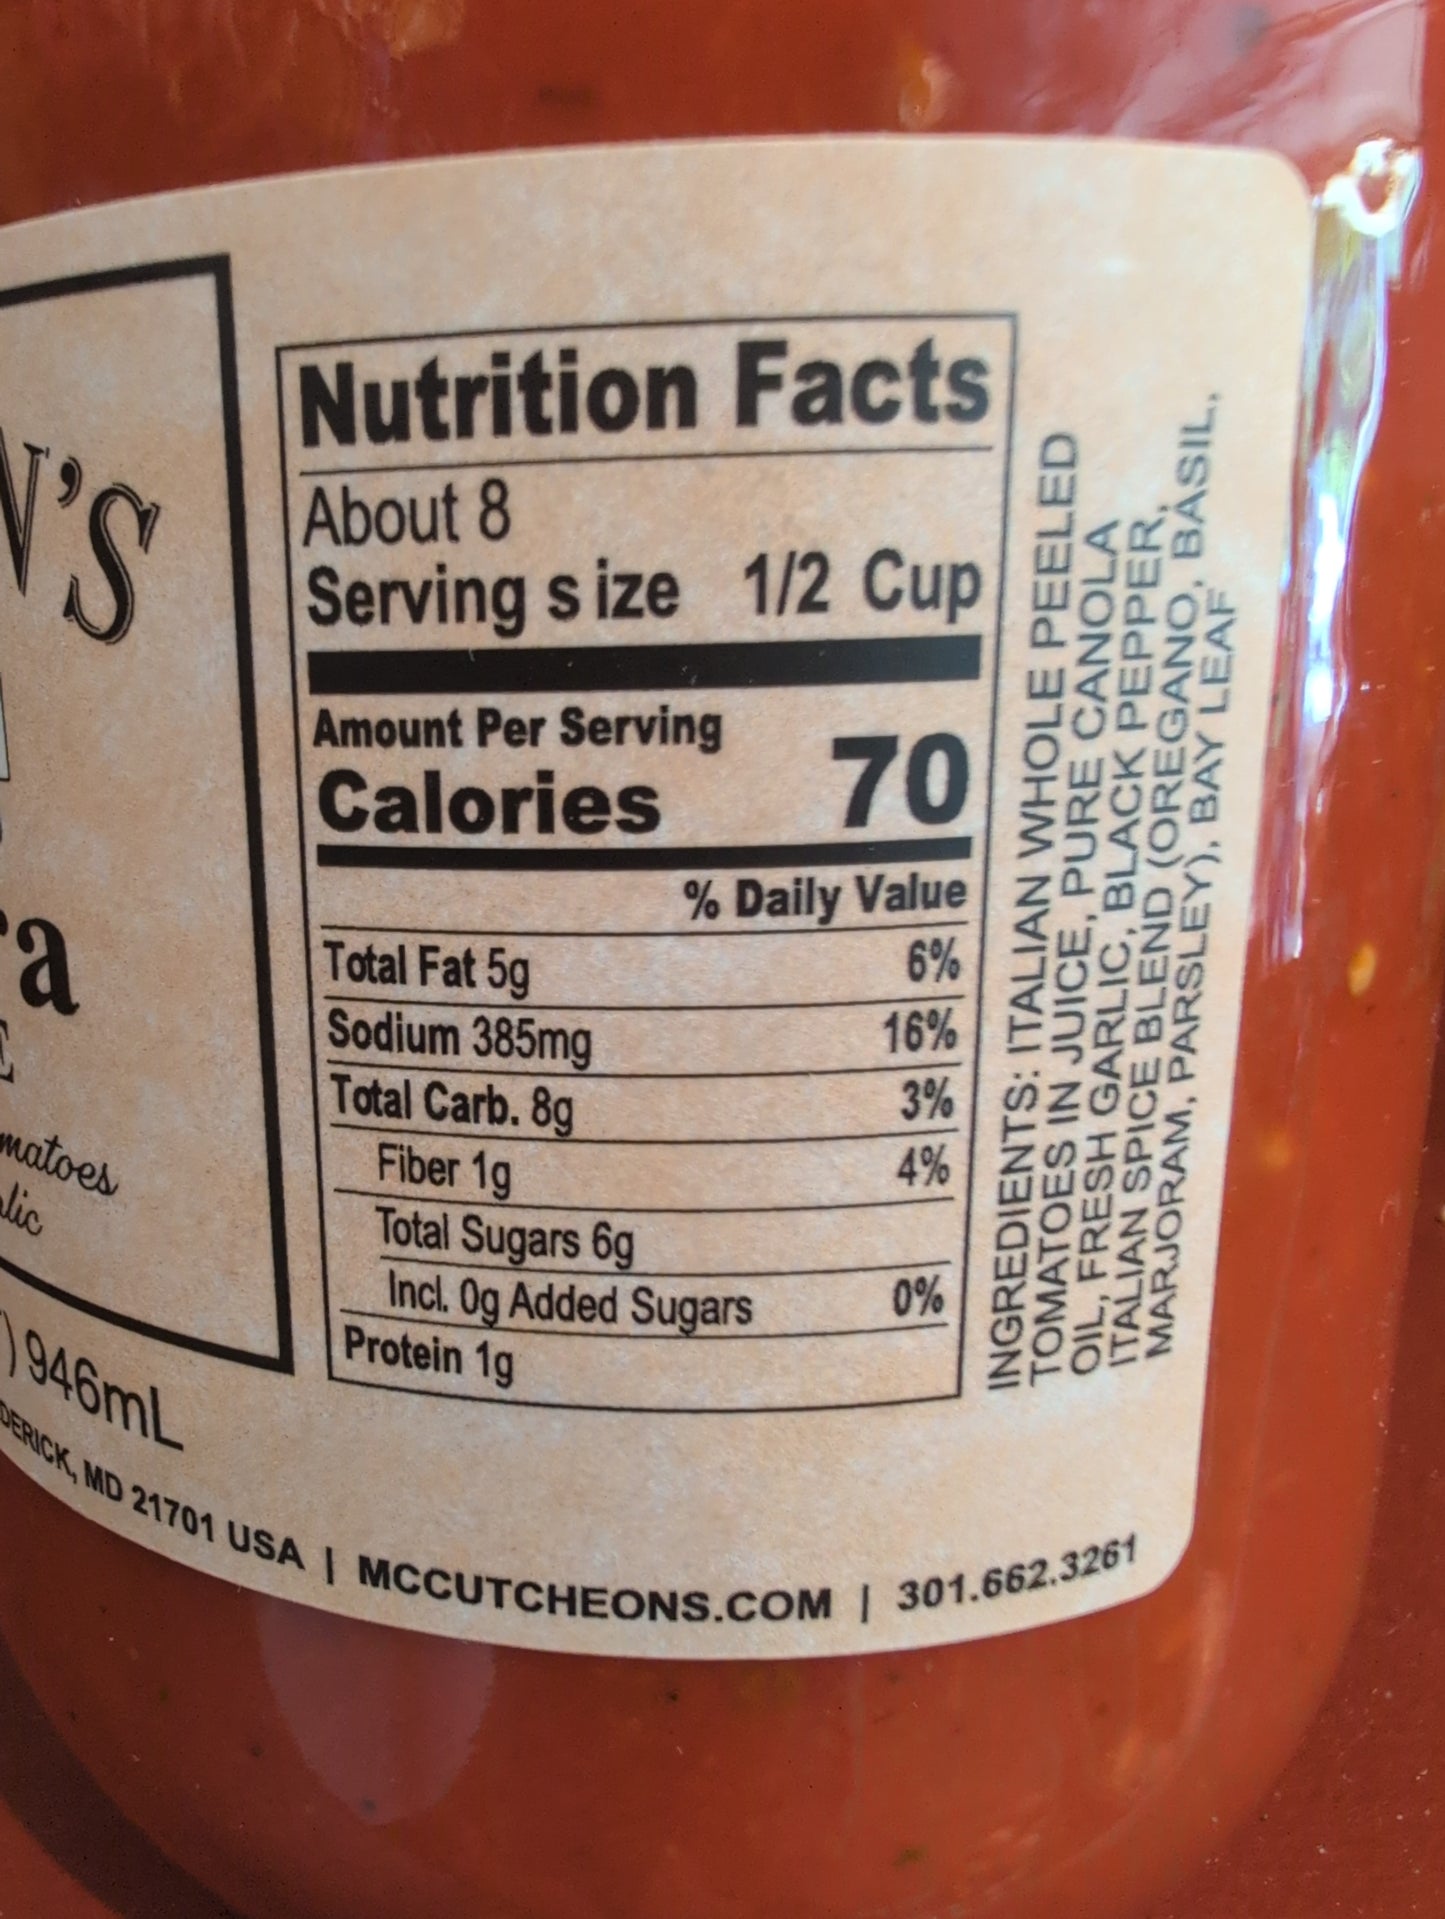 'S
a
matoes
946mL
MD 21701 USA | MCCUTCHEONS.COM | 301.662.3261
Nutrition Facts
About 8
Serving size 1/2 Cup
Amount Per Serving
Calories 70
% Daily Value
Total Fat 5g 6%
Sodium 385mg 16%
Total Carb. 8g 3%
Fiber 1g 4%
Total Sugars 6g
Incl. 0g Added Sugars 0%
Protein 1g
INGREDIENTS: ITALIAN WHOLE PEELED
TOMATOES IN JUICE, PURE CANOLA
OIL, FRESH GARLIC, BLACK PEPPER,
ITALIAN SPICE BLEND (OREGANO, BASIL,
MARJORAM, PARSLEY), BAY LEAF